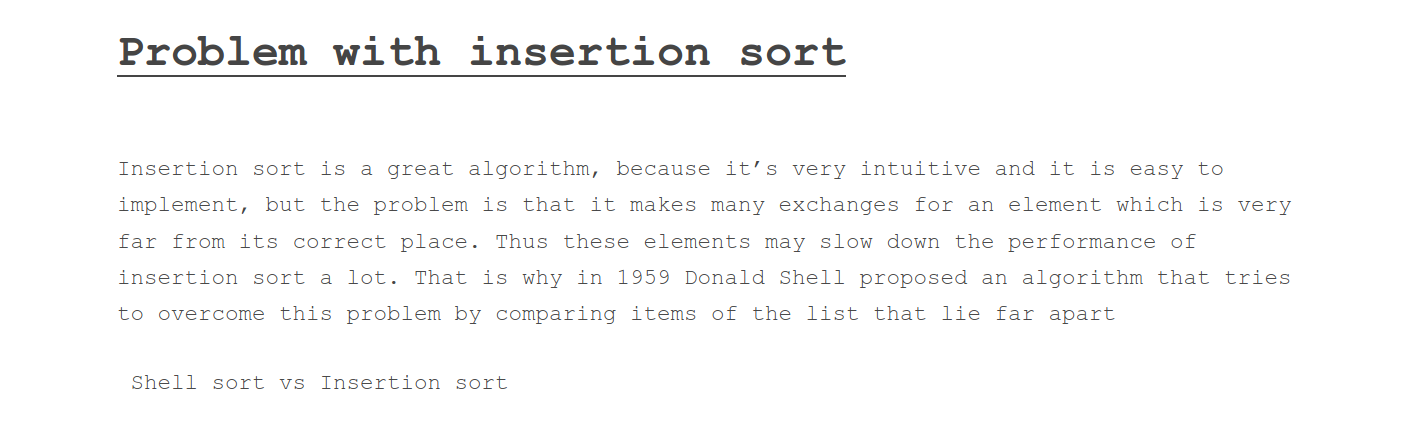 Problem with insertion sort
Insertion sort is a great algorithm, because it’s very intuitive and it is easy to
implement, but the problem is that it makes many exchanges for an element which is very
far from its correct place. Thus these elements may slow down the performance of
insertion sort a lot. That is why in 1959 Donald Shell proposed an algorithm that tries
to overcome this problem by comparing items of the list that lie far apart
Shell sort vs Insertion sort